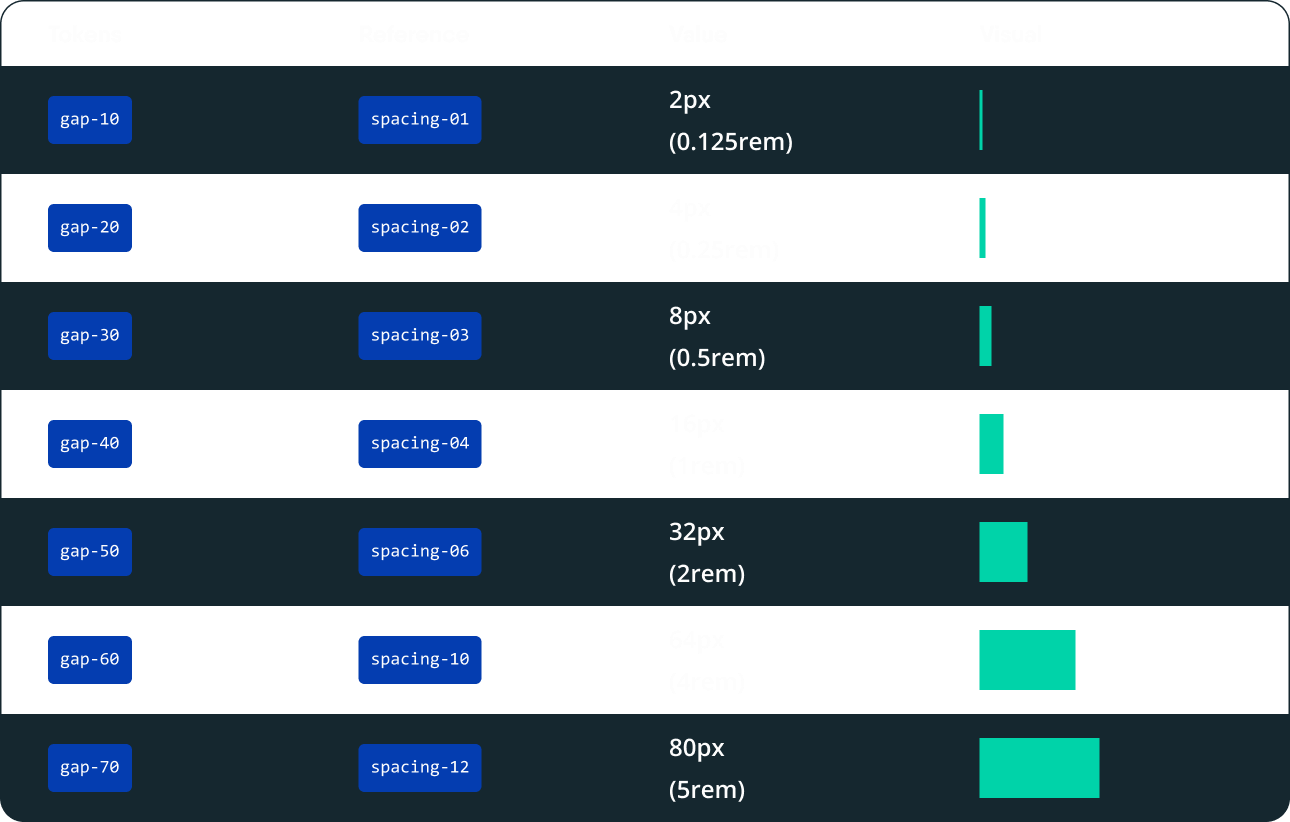 Tokens Reference Value Visual
gap-10 spacing-01 2px
(0.125rem)
gap-20 spacing-02 4px
(0.25rem)
gap-30 spacing-03 8px
(0.5rem)
gap-40 spacing-04 16px
(1rem)
gap-50 spacing-06 32px
(2rem)
gap-60 spacing-10 64px
(4rem)
gap-70 spacing-12 80px
(5rem)